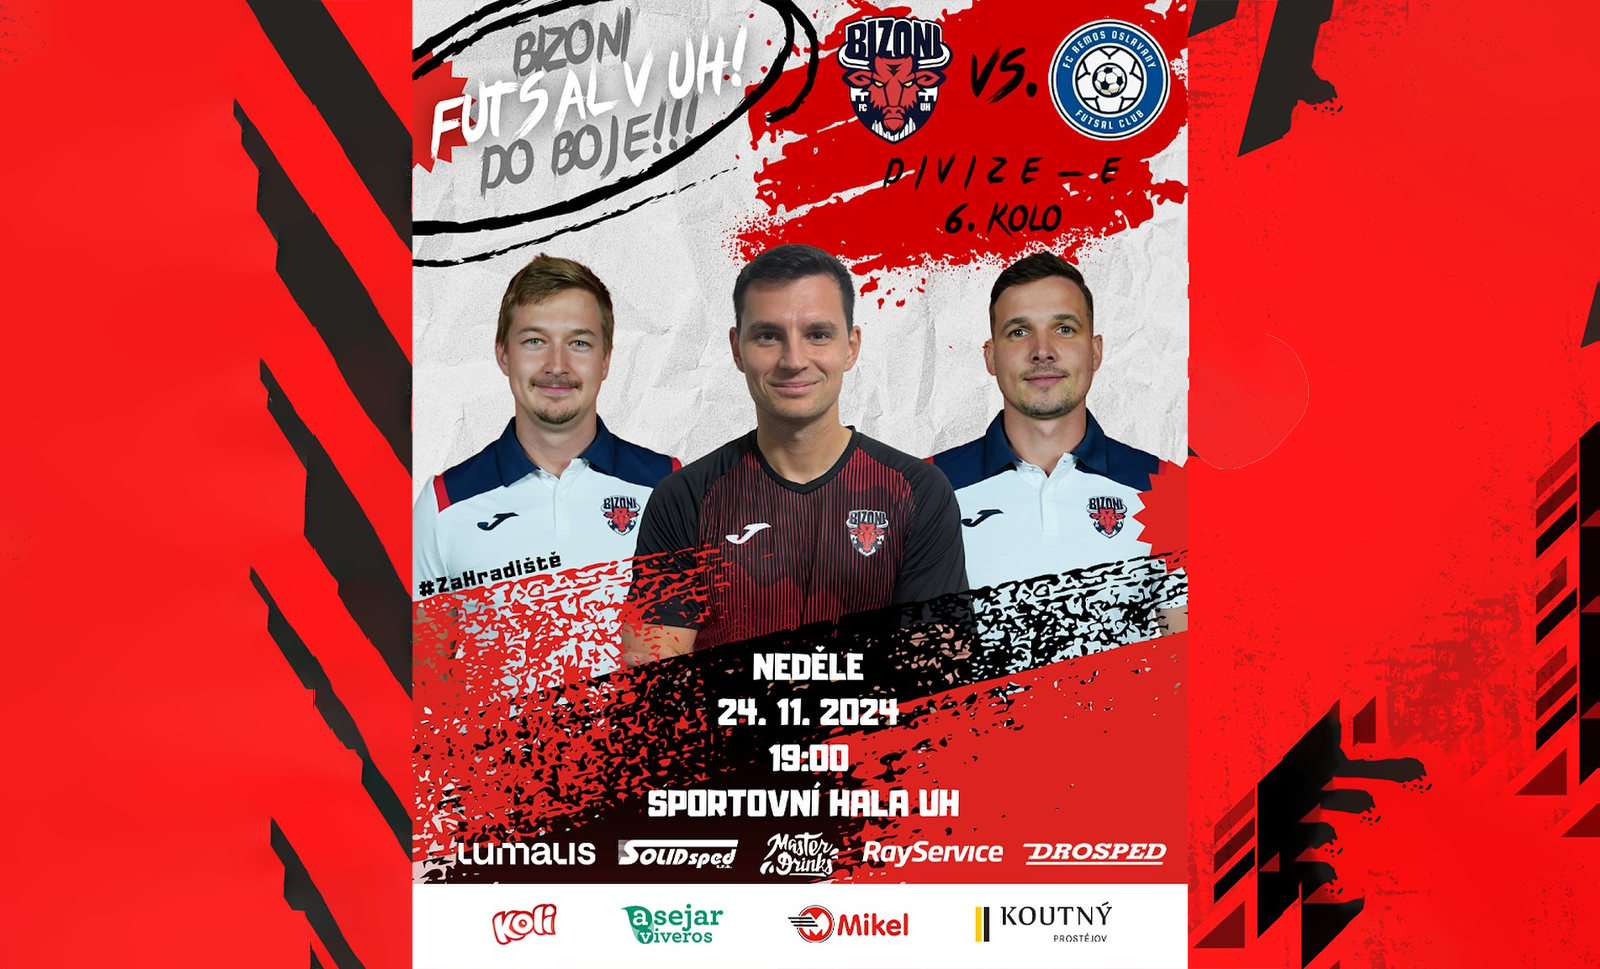 BIZONI
FUTSAL V UH!
DO BOJE!!!
BIZONI
FC UH
VS.
FC REMOS OSLAVANY
FUTSAL CLUB
DIVIZE – E
6. KOLO
BIZONI
BIZONI
BIZONI
#ZaHradiště
NEDĚLE
24. 11. 2024
19:00
SPORTOVNÍ HALA UH
LUMALIS
SOLIDsped
s.r.o.
Master
Drinks
RayService
DROSPED
Koli
asejar
viveros
Mikel
KOUTNÝ
PROSTĚJOV